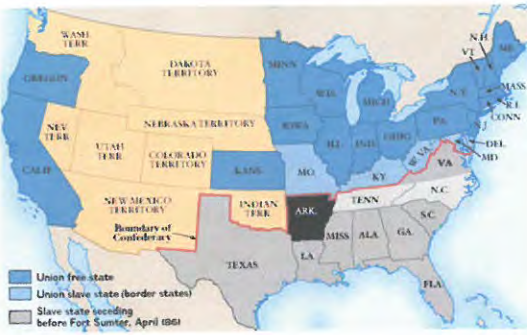 WASH.
TERR.
OREGON
DAKOTA
TERRITORY
MINN
WIS.
MICH
N.H.
VT
ME.
N.Y.
MASS
R.I.
CONN
NEV.
TERR.
UTAH
TERR.
NEBRASKA TERRITORY
COLORADO
TERRITORY
IOWA
ILL
IND.
OHIO
PA.
N.J.
DEL.
MD
CALIF.
KANS.
MO.
KY
W. VA.
VA
NEW MEXICO
TERRITORY
INDIAN
TERR.
ARK.
TENN
N.C.
Boundary of
Confederacy
TEXAS
LA
MISS
ALA
GA.
S.C.
FLA.
Union free state
Union slave state (border states)
Slave state seceding
before Fort Sumter, April 1861